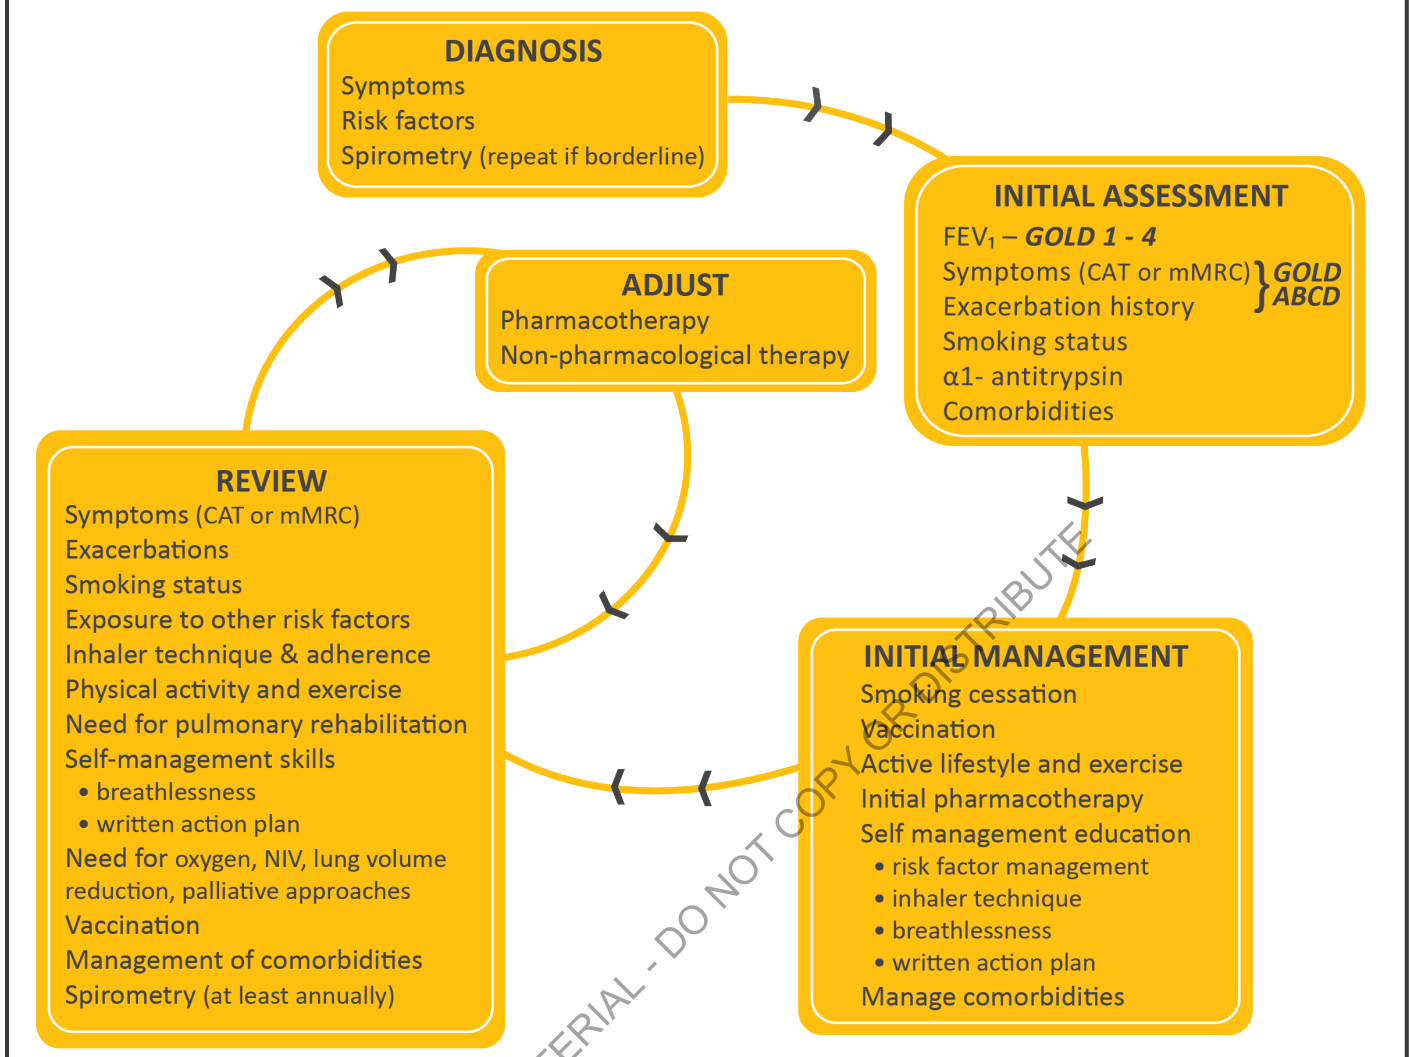 DIAGNOSIS
Symptoms
Risk factors
Spirometry (repeat if borderline)
INITIAL ASSESSMENT
FEV₁ – GOLD 1 - 4
Symptoms (CAT or mMRC) } GOLD
ABCD
Exacerbation history
Smoking status
α1- antitrypsin
Comorbidities
ADJUST
Pharmacotherapy
Non-pharmacological therapy
REVIEW
Symptoms (CAT or mMRC)
Exacerbations
Smoking status
Exposure to other risk factors
Inhaler technique & adherence
Physical activity and exercise
Need for pulmonary rehabilitation
Self-management skills
• breathlessness
• written action plan
Need for oxygen, NIV, lung volume
reduction, palliative approaches
Vaccination
Management of comorbidities
Spirometry (at least annually)
INITIAL MANAGEMENT
Smoking cessation
Vaccination
Active lifestyle and exercise
Initial pharmacotherapy
Self management education
• risk factor management
• inhaler technique
• breathlessness
• written action plan
Manage comorbidities
TERIAL - DO NOT COPY OR DISTRIBUTE